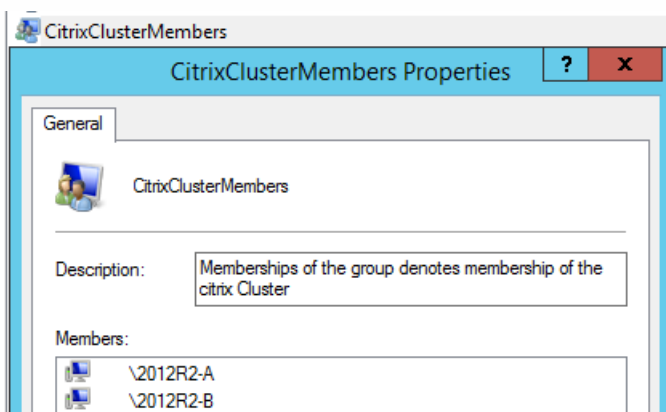 CitrixClusterMembers
CitrixClusterMembers Properties
?
x
General
CitrixClusterMembers
Description:
Memberships of the group denotes membership of the
citrix Cluster
Members:
\2012R2-A
\2012R2-B